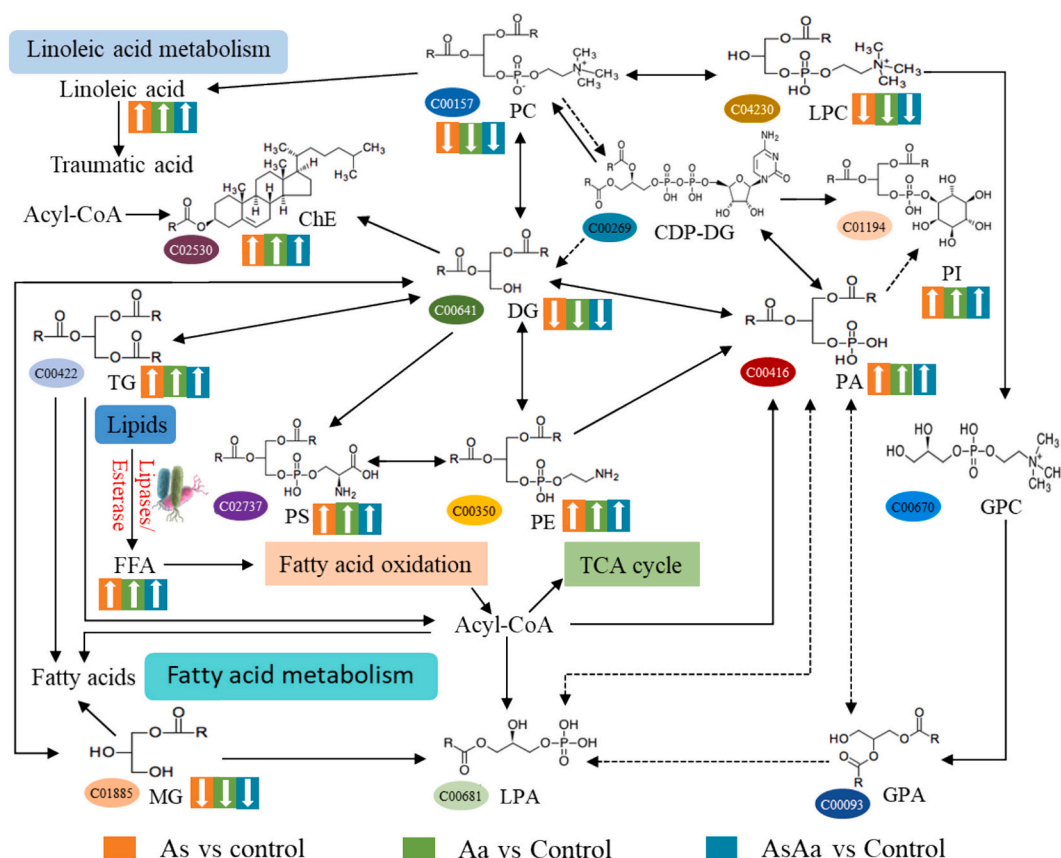 Linoleic acid metabolism
Linoleic acid
Traumatic acid
Acyl-CoA
C02530
ChE
C00157
PC
C04230
LPC
C00269
CDP-DG
C01194
PI
C00641
DG
C00422
TG
C00416
PA
Lipids
Lipases/
Esterase
C02737
PS
C00350
PE
C00670
GPC
FFA
Fatty acid oxidation
TCA cycle
Acyl-CoA
Fatty acids
Fatty acid metabolism
C01885
MG
C00681
LPA
C00093
GPA
As vs control
Aa vs Control
AsAa vs Control